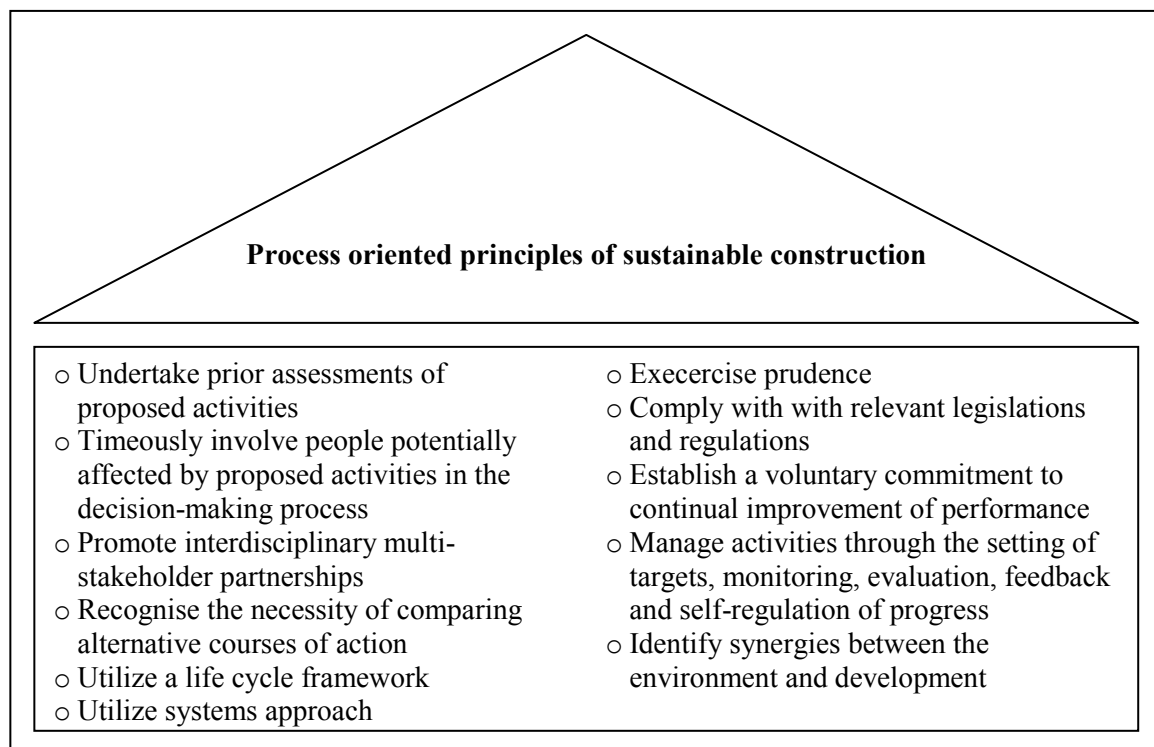 Process oriented principles of sustainable construction
o Undertake prior assessments of
proposed activities
o Timeously involve people potentially
affected by proposed activities in the
decision-making process
o Promote interdisciplinary multi-
stakeholder partnerships
o Recognise the necessity of comparing
alternative courses of action
o Utilize a life cycle framework
o Utilize systems approach
o Execercise prudence
o Comply with with relevant legislations
and regulations
o Establish a voluntary commitment to
continual improvement of performance
o Manage activities through the setting of
targets, monitoring, evaluation, feedback
and self-regulation of progress
o Identify synergies between the
environment and development